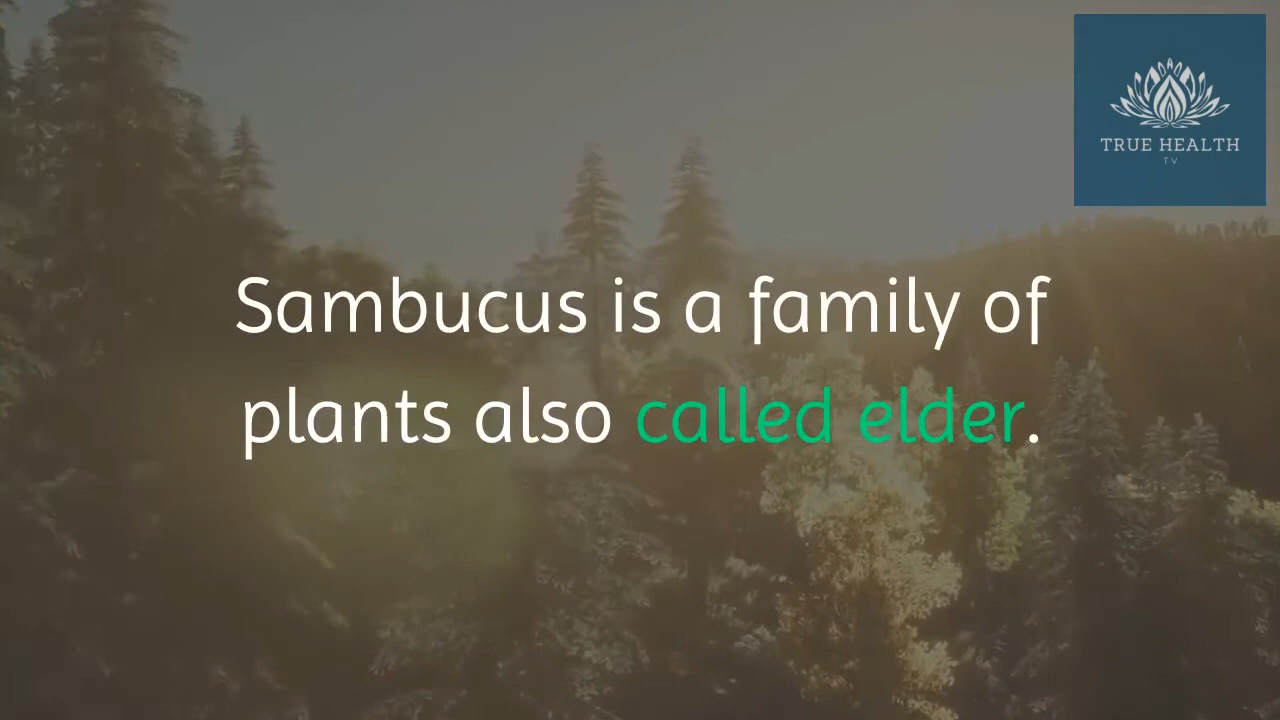 TRUE HEALTH
TV
Sambucus is a family of
plants also called elder.